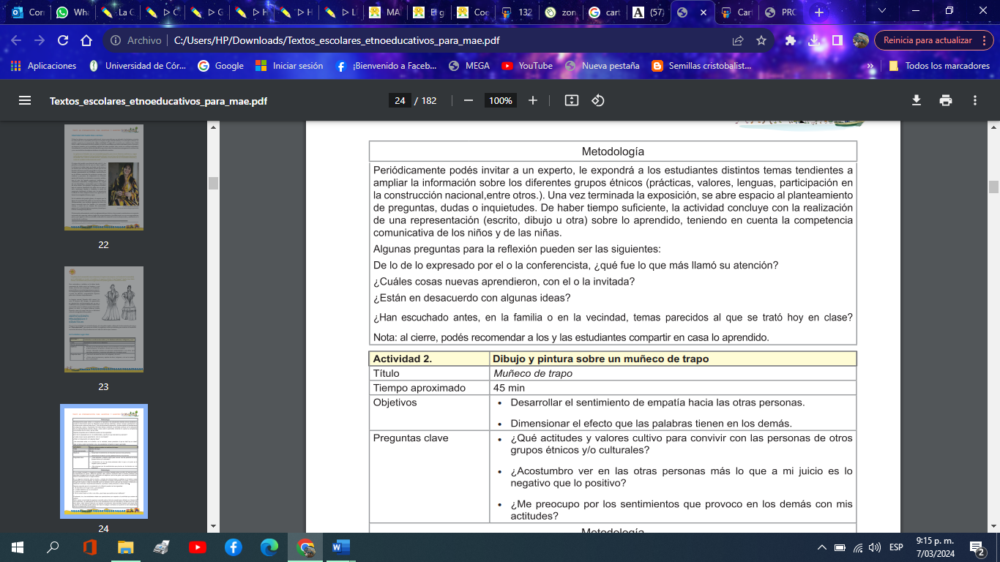 Con
Wha
La G
C
G
H
H
Li
MA
El g
Coc
132
zon
cart
(57)
Cart
PRC
Archivo C:/Users/HP/Downloads/Textos_escolares_etnoeducativos_para_mae.pdf
Reinicia para actualizar
Aplicaciones Universidad de Cór... Google Iniciar sesión ¡Bienvenido a Faceb... MEGA YouTube Nueva pestaña Semillas cristobalist... » Todos los marcadores
Textos_escolares_etnoeducativos_para_mae.pdf 24 / 182 100%
22
23
24
Metodología
Periódicamente podés invitar a un experto, le expondrá a los estudiantes distintos temas tendientes a
ampliar la información sobre los diferentes grupos étnicos (prácticas, valores, lenguas, participación en
la construcción nacional,entre otros.). Una vez terminada la exposición, se abre espacio al planteamiento
de preguntas, dudas o inquietudes. De haber tiempo suficiente, la actividad concluye con la realización
de una representación (escrito, dibujo u otra) sobre lo aprendido, teniendo en cuenta la competencia
comunicativa de los niños y de las niñas.
Algunas preguntas para la reflexión pueden ser las siguientes:
De lo de lo expresado por el o la conferencista, ¿qué fue lo que más llamó su atención?
¿Cuáles cosas nuevas aprendieron, con el o la invitada?
¿Están en desacuerdo con algunas ideas?
¿Han escuchado antes, en la familia o en la vecindad, temas parecidos al que se trató hoy en clase?
Nota: al cierre, podés recomendar a los y las estudiantes compartir en casa lo aprendido.
Actividad 2. Dibujo y pintura sobre un muñeco de trapo
Título Muñeco de trapo
Tiempo aproximado 45 min
Objetivos • Desarrollar el sentimiento de empatía hacia las otras personas.
• Dimensionar el efecto que las palabras tienen en los demás.
Preguntas clave • ¿Qué actitudes y valores cultivo para convivir con las personas de otros
grupos étnicos y/o culturales?
• ¿Acostumbro ver en las otras personas más lo que a mi juicio es lo
negativo que lo positivo?
• ¿Me preocupo por los sentimientos que provoco en los demás con mis
actitudes?
Metodología
ESP
9:15 p. m.
7/03/2024
2